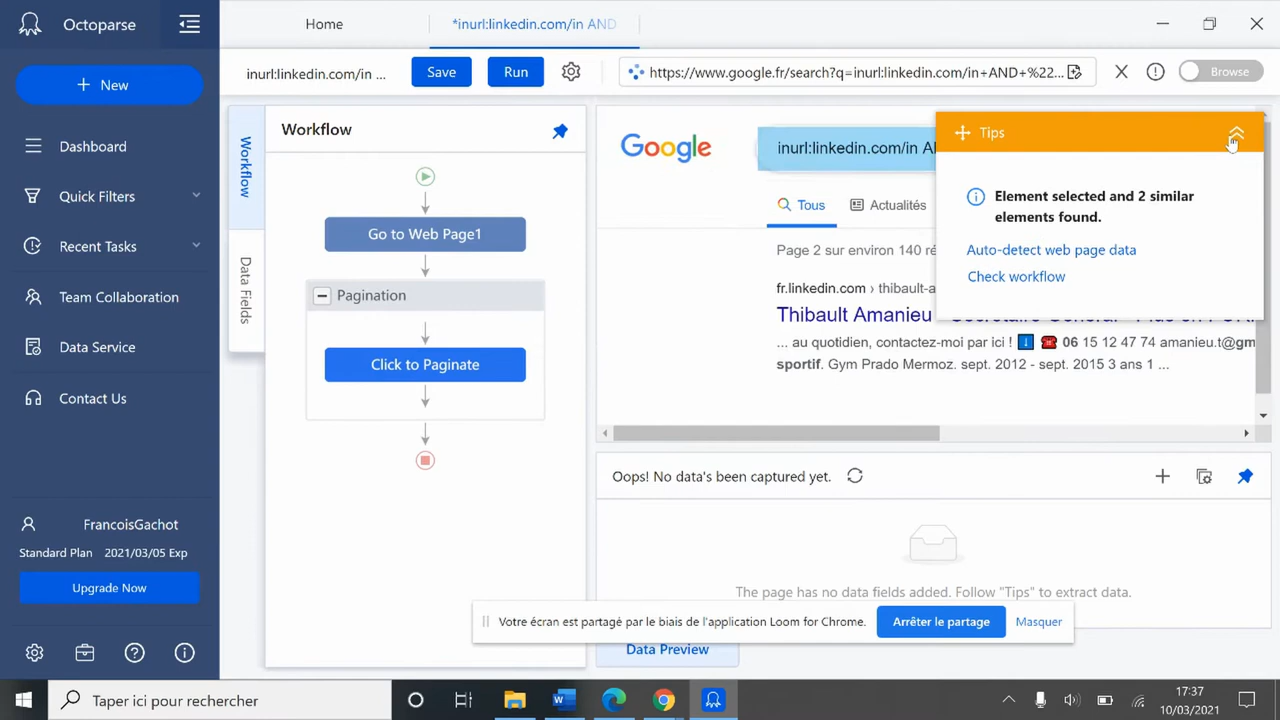 Octoparse
Home
*inurl:linkedin.com/in AND
inurl:linkedin.com/in ...
Save
Run
https://www.google.fr/search?q=inurl:linkedin.com/in+AND+%22...
Browse
New
Dashboard
Quick Filters
Recent Tasks
Team Collaboration
Data Service
Contact Us
FrancoisGachot
Standard Plan 2021/03/05 Exp
Upgrade Now
Workflow
Data Fields
Workflow
Go to Web Page1
Pagination
Click to Paginate
Google
inurl:linkedin.com/in A
Tous
Actualités
Page 2 sur environ 140 ré
fr.linkedin.com › thibault-a
Thibault Amanieu - Secrétaire Général - Plus en FORM
... au quotidien, contactez-moi par ici ! ⬇️ ☎️ 06 15 12 47 74 amanieu.t@gm
sportif. Gym Prado Mermoz. sept. 2012 - sept. 2015 3 ans 1 ...
Tips
Element selected and 2 similar
elements found.
Auto-detect web page data
Check workflow
Oops! No data's been captured yet.
The page has no data fields added. Follow "Tips" to extract data.
Votre écran est partagé par le biais de l'application Loom for Chrome.
Arrêter le partage
Masquer
Data Preview
Taper ici pour rechercher
17:37
10/03/2021